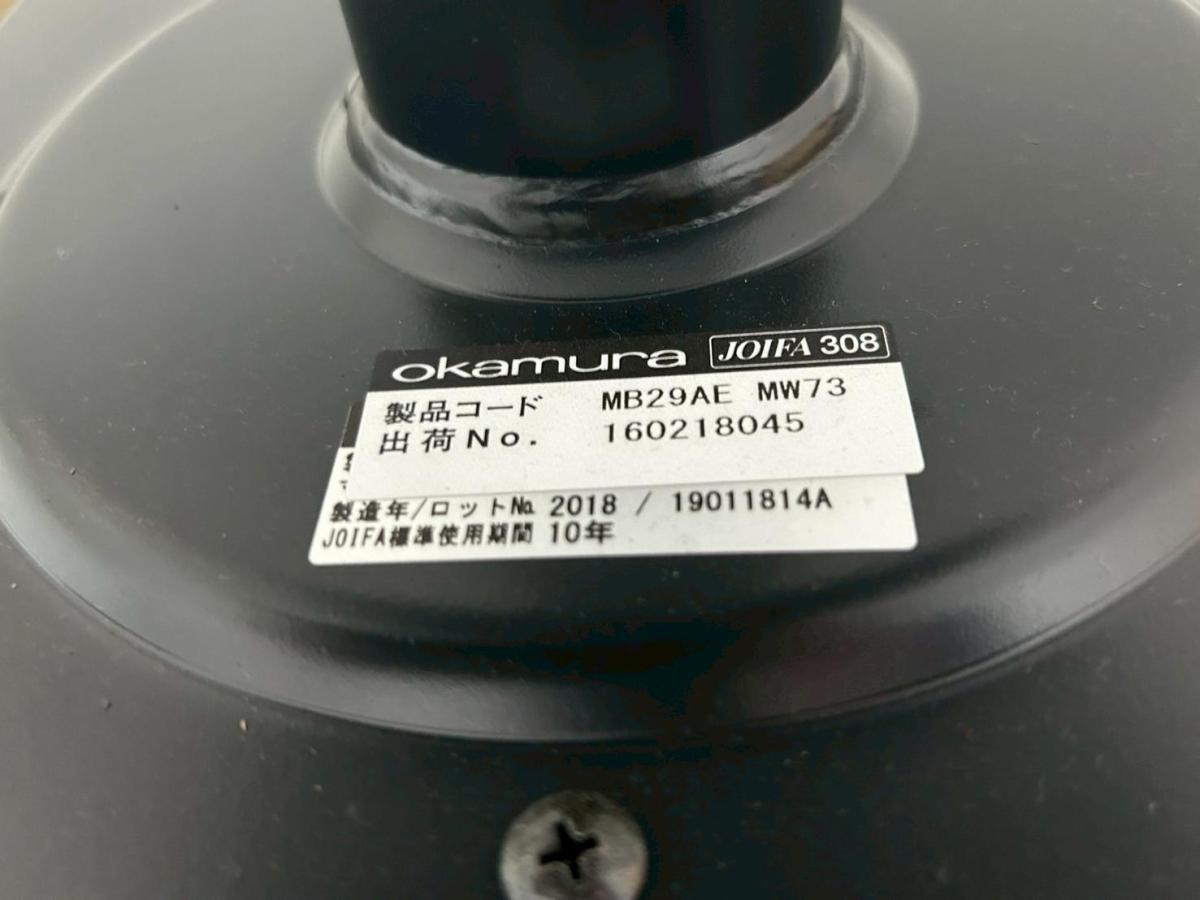 okamura JOIFA 308
製品コード MB29AE MW73
出荷No. 160218045
製造年/ロット№ 2018 / 19011814A
JOIFA標準使用期間 10年